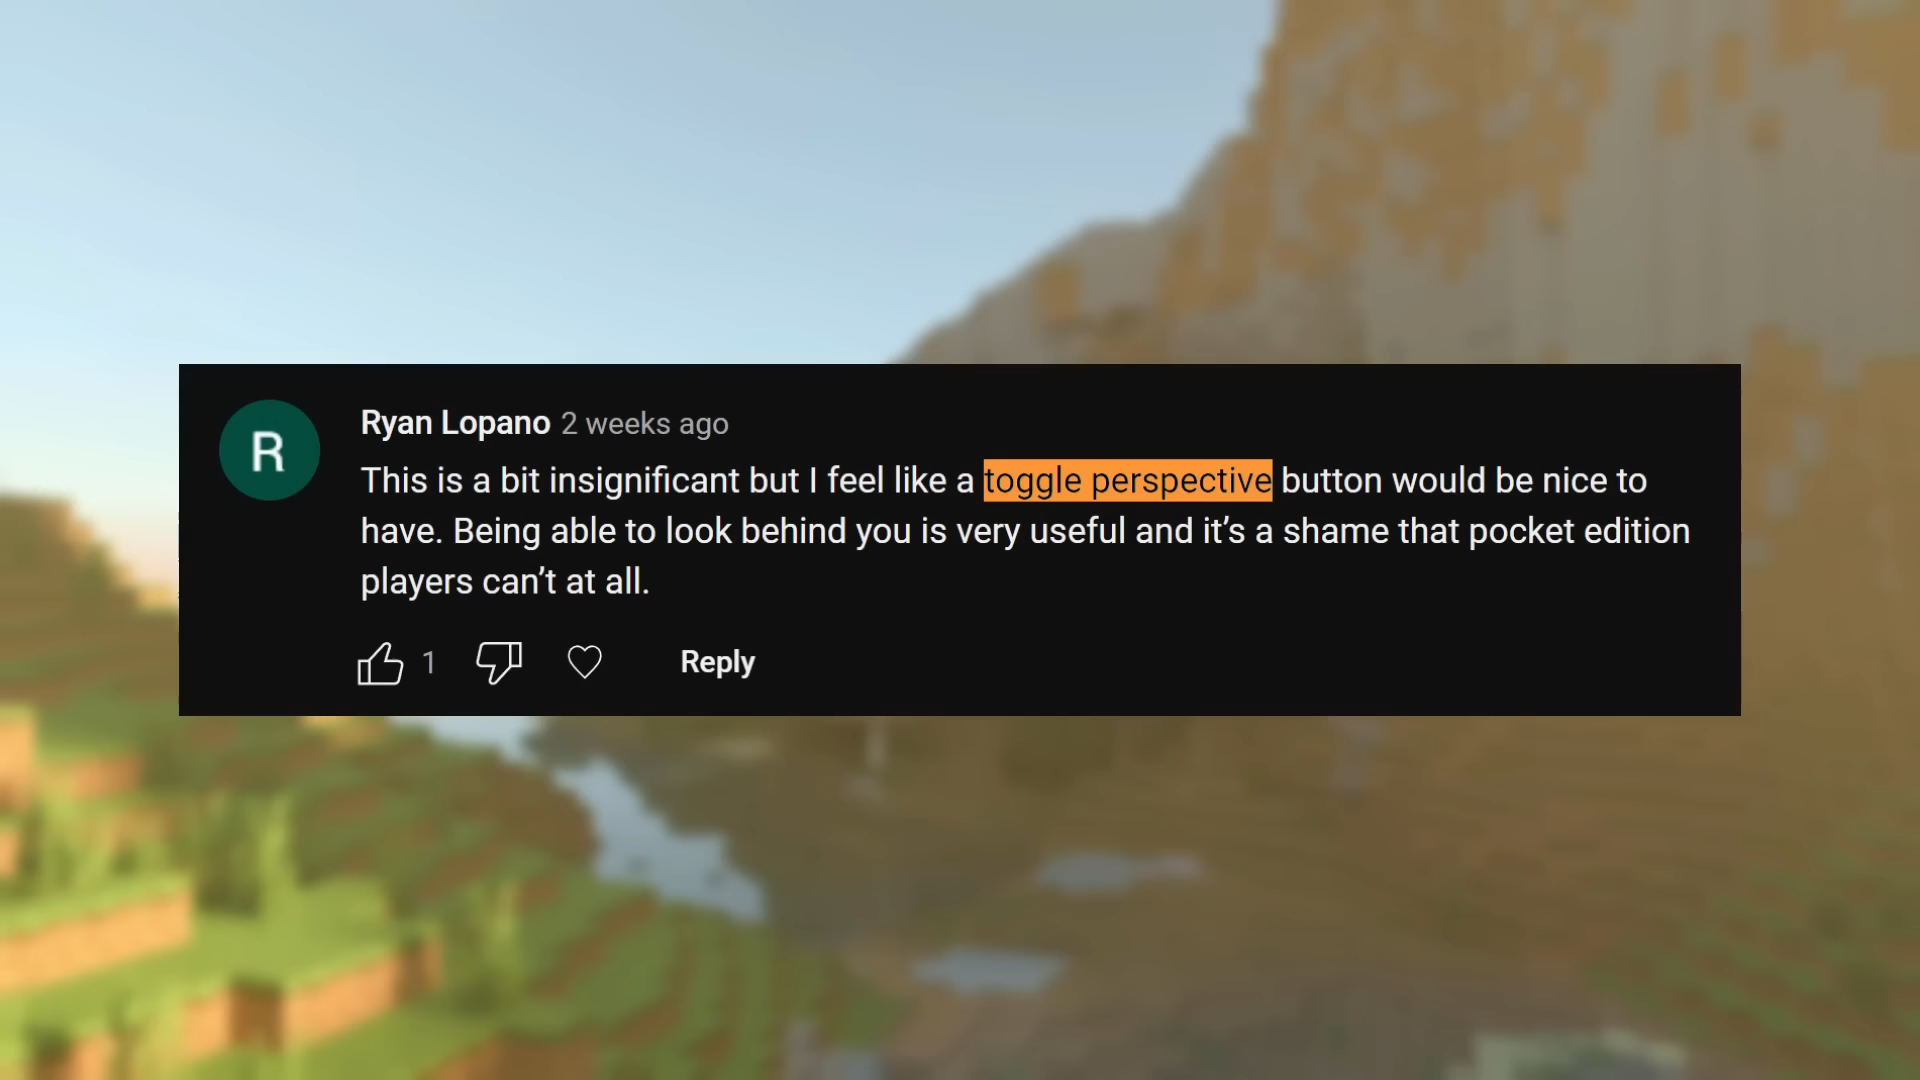 R
Ryan Lopano 2 weeks ago
This is a bit insignificant but I feel like a toggle perspective button would be nice to
have. Being able to look behind you is very useful and it’s a shame that pocket edition
players can’t at all.
1 Reply